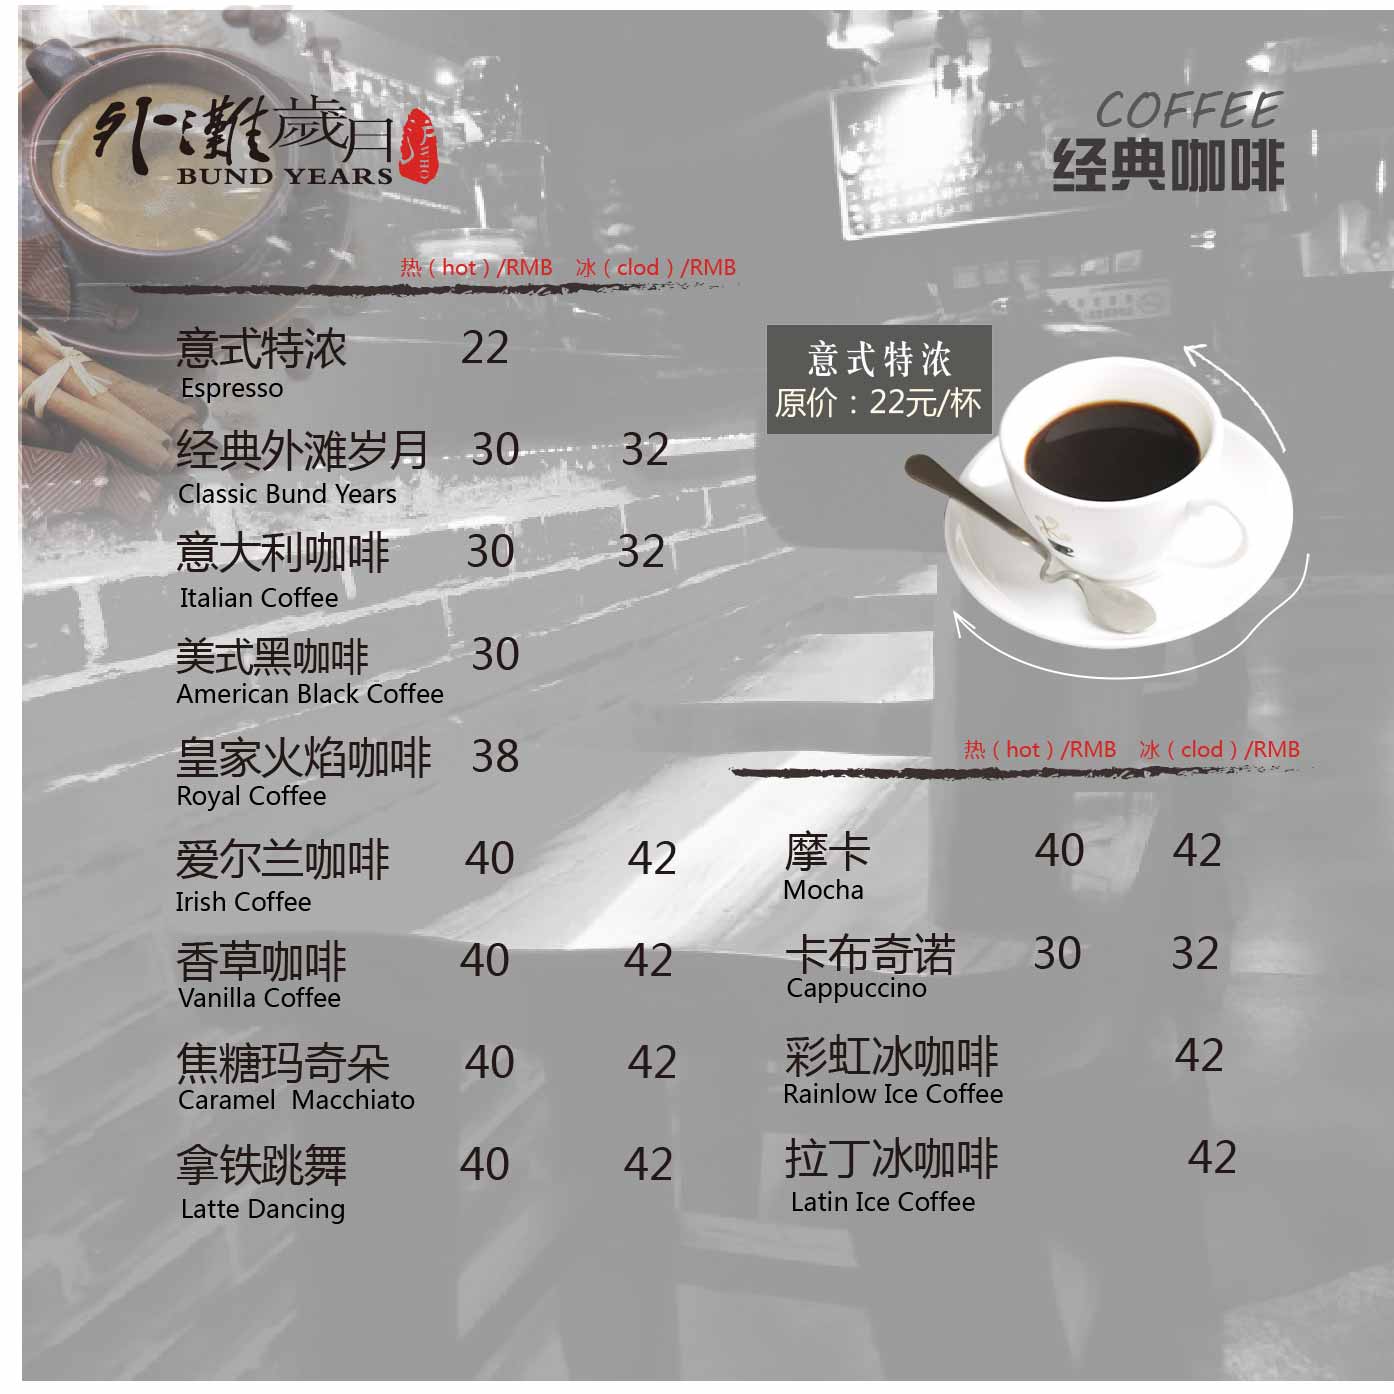 外灘歲月
BUND YEARS
WHO
COFFEE
经典咖啡
热（hot）/RMB 冰（clod）/RMB
意式特浓 22
Espresso
经典外滩岁月 30 32
Classic Bund Years
意大利咖啡 30 32
Italian Coffee
美式黑咖啡 30
American Black Coffee
皇家火焰咖啡 38
Royal Coffee
爱尔兰咖啡 40 42
Irish Coffee
香草咖啡 40 42
Vanilla Coffee
焦糖玛奇朵 40 42
Caramel Macchiato
拿铁跳舞 40 42
Latte Dancing
意式特浓
原价：22元/杯
热（hot）/RMB 冰（clod）/RMB
摩卡 40 42
Mocha
卡布奇诺 30 32
Cappuccino
彩虹冰咖啡 42
Rainlow Ice Coffee
拉丁冰咖啡 42
Latin Ice Coffee